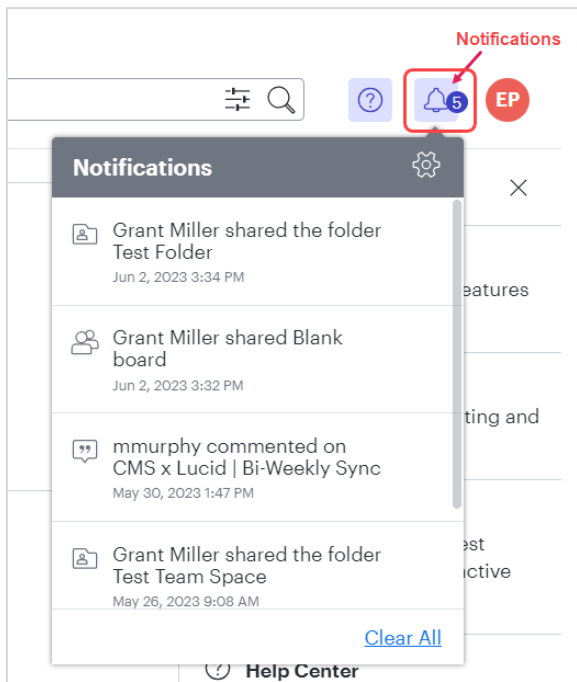 Notifications
5
EP
Notifications
Grant Miller shared the folder
Test Folder
Jun 2, 2023 3:34 PM
eatures
Grant Miller shared Blank
board
Jun 2, 2023 3:32 PM
ting and
mmurphy commented on
CMS x Lucid | Bi-Weekly Sync
May 30, 2023 1:47 PM
Grant Miller shared the folder
Test Team Space
May 26, 2023 9:08 AM
est
active
Clear All
Help Center